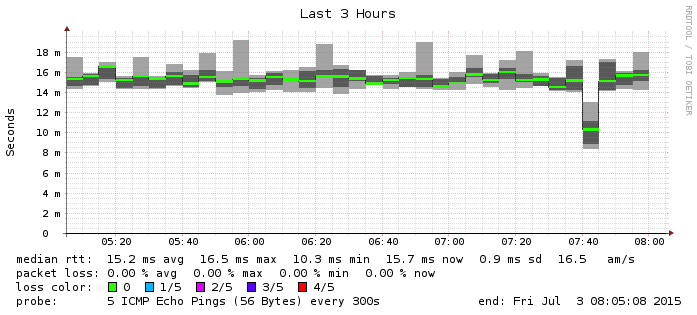 Last 3 Hours
RRDTOOL / TOBI OETIKER
Seconds
18 m
16 m
14 m
12 m
10 m
8 m
6 m
4 m
2 m
0
05:20 05:40 06:00 06:20 06:40 07:00 07:20 07:40 08:00
median rtt: 15.2 ms avg 16.5 ms max 10.3 ms min 15.7 ms now 0.9 ms sd 16.5 am/s
packet loss: 0.00 % avg 0.00 % max 0.00 % min 0.00 % now
loss color: 0 1/5 2/5 3/5 4/5
probe: 5 ICMP Echo Pings (56 Bytes) every 300s end: Fri Jul 3 08:05:08 2015